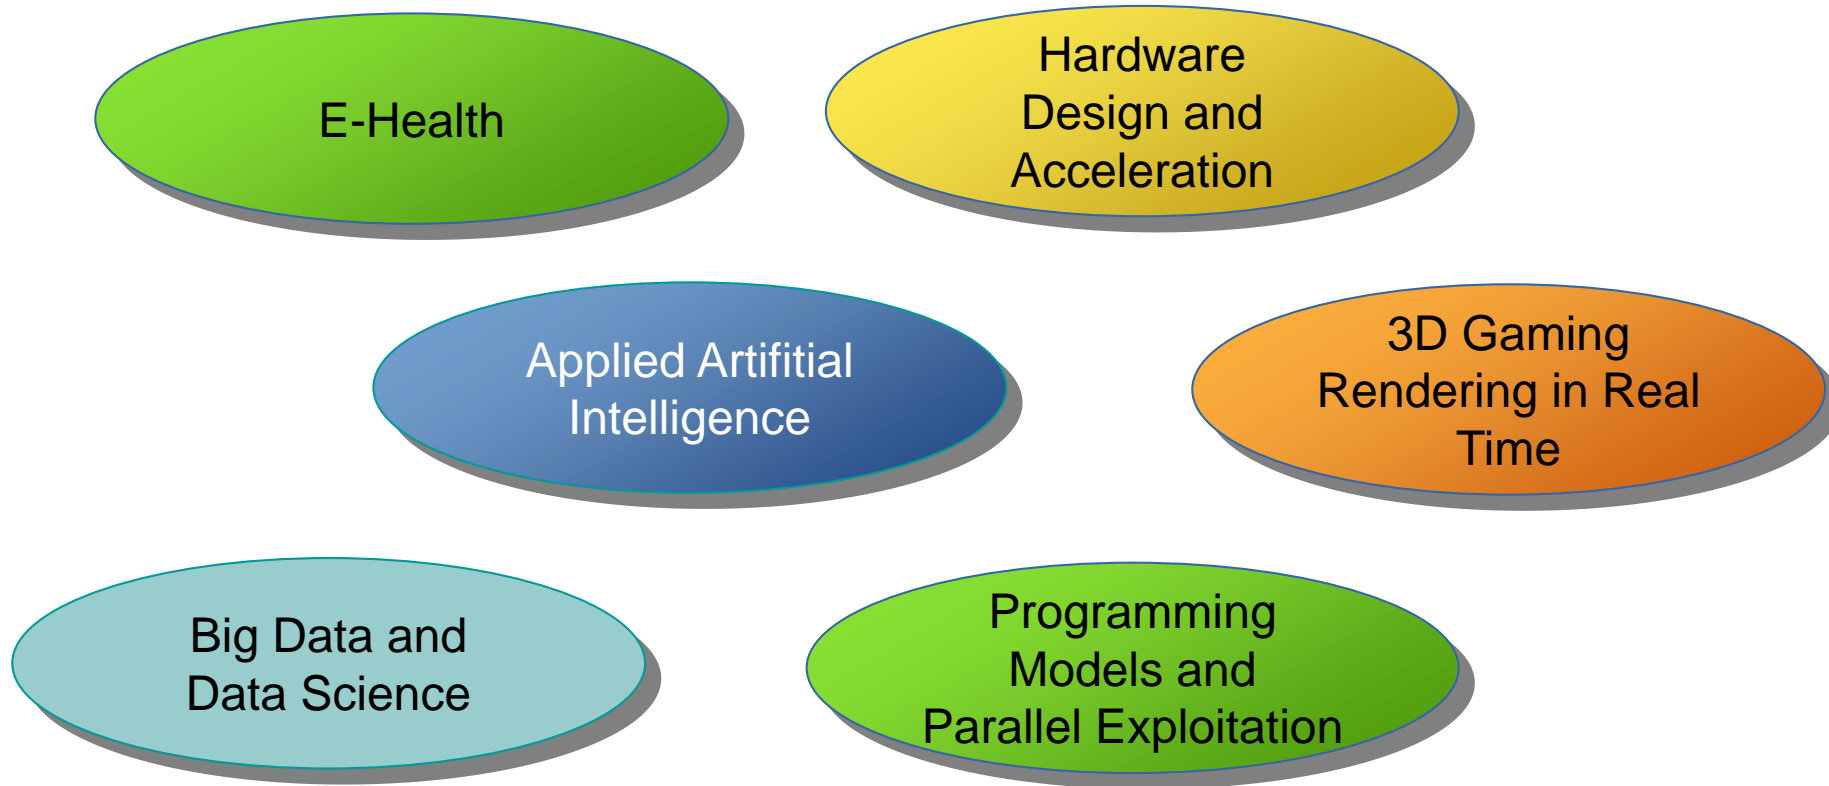 E-Health
Hardware
Design and
Acceleration
Applied Artifitial
Intelligence
3D Gaming
Rendering in Real
Time
Big Data and
Data Science
Programming
Models and
Parallel Exploitation